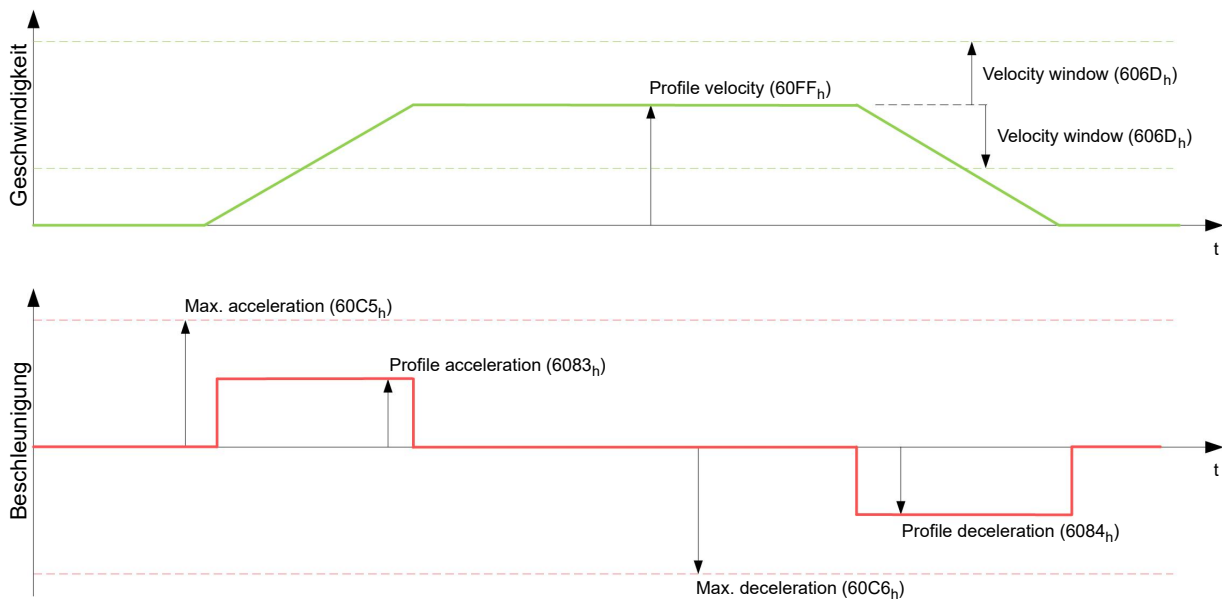 Geschwindigkeit
Profile velocity (60FFh)
Velocity window (606Dh)
Velocity window (606Dh)
t
Beschleunigung
Max. acceleration (60C5h)
Profile acceleration (6083h)
t
Profile deceleration (6084h)
Max. deceleration (60C6h)